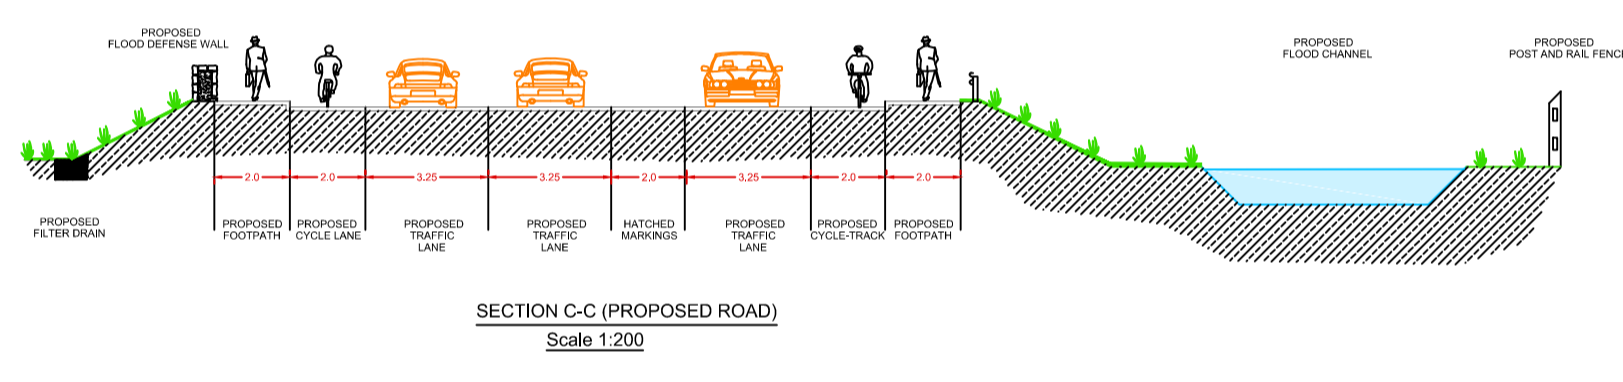 PROPOSED
FLOOD DEFENSE WALL
PROPOSED
FLOOD CHANNEL
PROPOSED
POST AND RAIL FENCE
2.0
2.0
3.25
3.25
2.0
3.25
2.0
2.0
PROPOSED
FILTER DRAIN
PROPOSED
FOOTPATH
PROPOSED
CYCLE LANE
PROPOSED
TRAFFIC
LANE
PROPOSED
TRAFFIC
LANE
HATCHED
MARKINGS
PROPOSED
TRAFFIC
LANE
PROPOSED
CYCLE-TRACK
PROPOSED
FOOTPATH
SECTION C-C (PROPOSED ROAD)
Scale 1:200